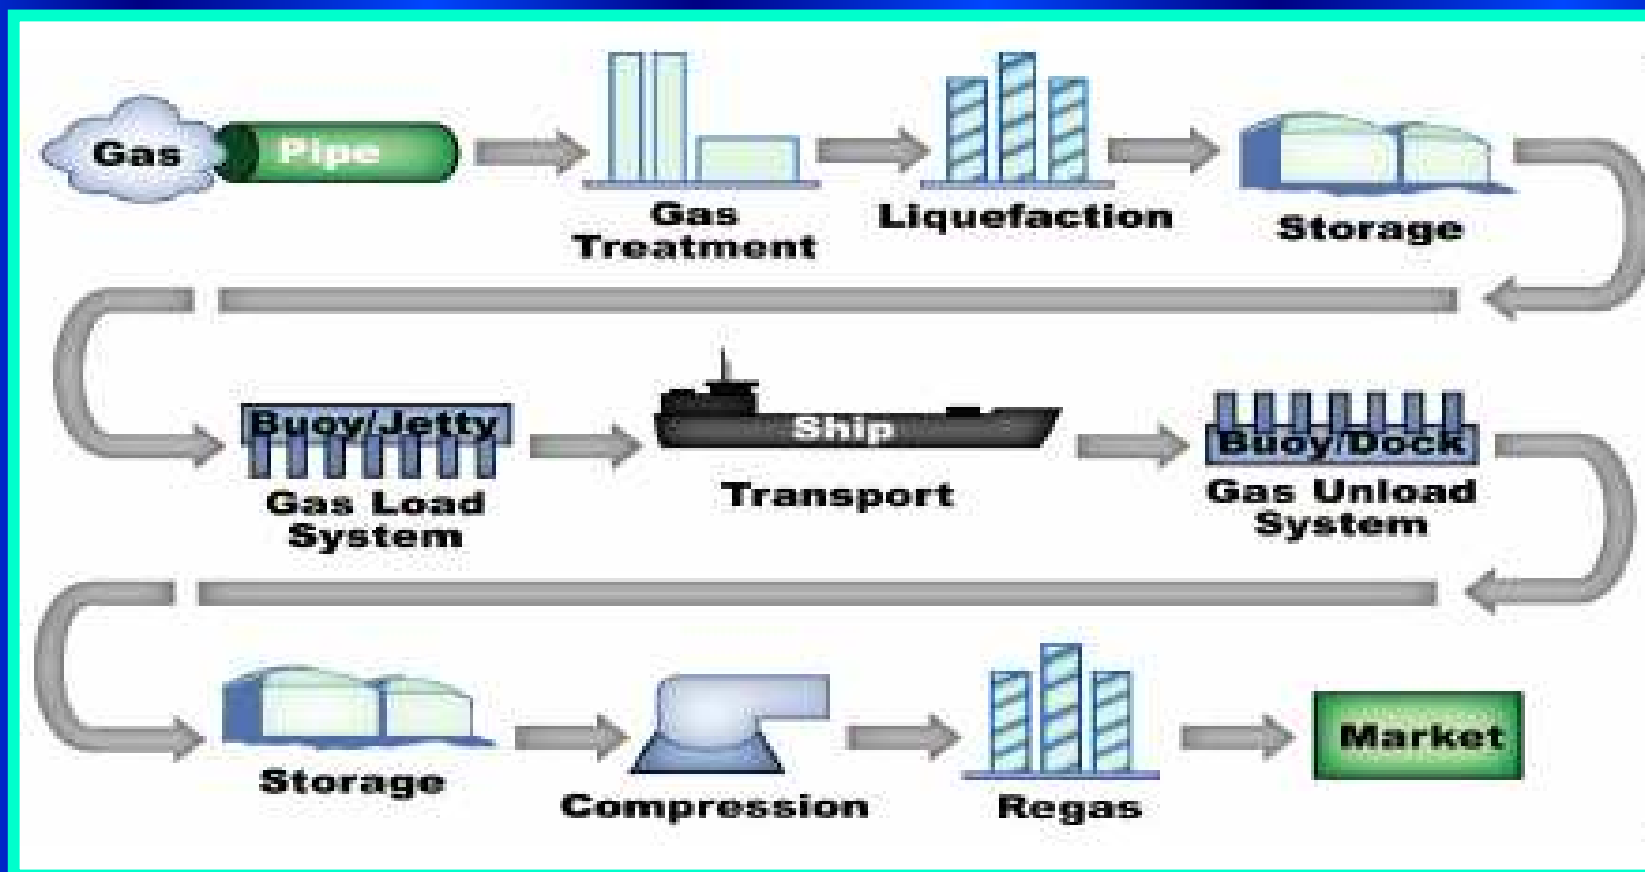 Gas Pipe
Gas
Treatment
Liquefaction
Storage
Buoy/Jetty
Gas Load
System
Ship
Transport
Buoy/Dock
Gas Unload
System
Storage
Compression
Regas
Market